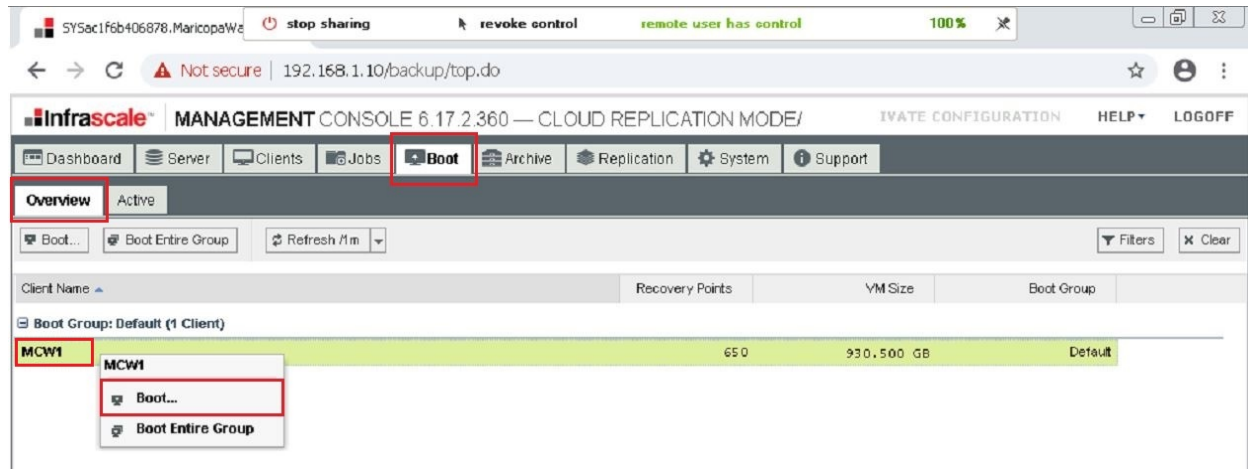 SYSac1f6b406878.MaricopaWa stop sharing revoke control remote user has control 100%
Not secure | 192.168.1.10/backup/top.do
Infrascale MANAGEMENT CONSOLE 6.17.2.360 — CLOUD REPLICATION MODE/ IVATE CONFIGURATION HELP LOGOFF
Dashboard Server Clients Jobs Boot Archive Replication System Support
Overview Active
Boot... Boot Entire Group Refresh /1m Filters Clear
Client Name Recovery Points VM Size Boot Group
Boot Group: Default (1 Client)
MCW1 650 930.500 GB Default
MCW1
Boot...
Boot Entire Group